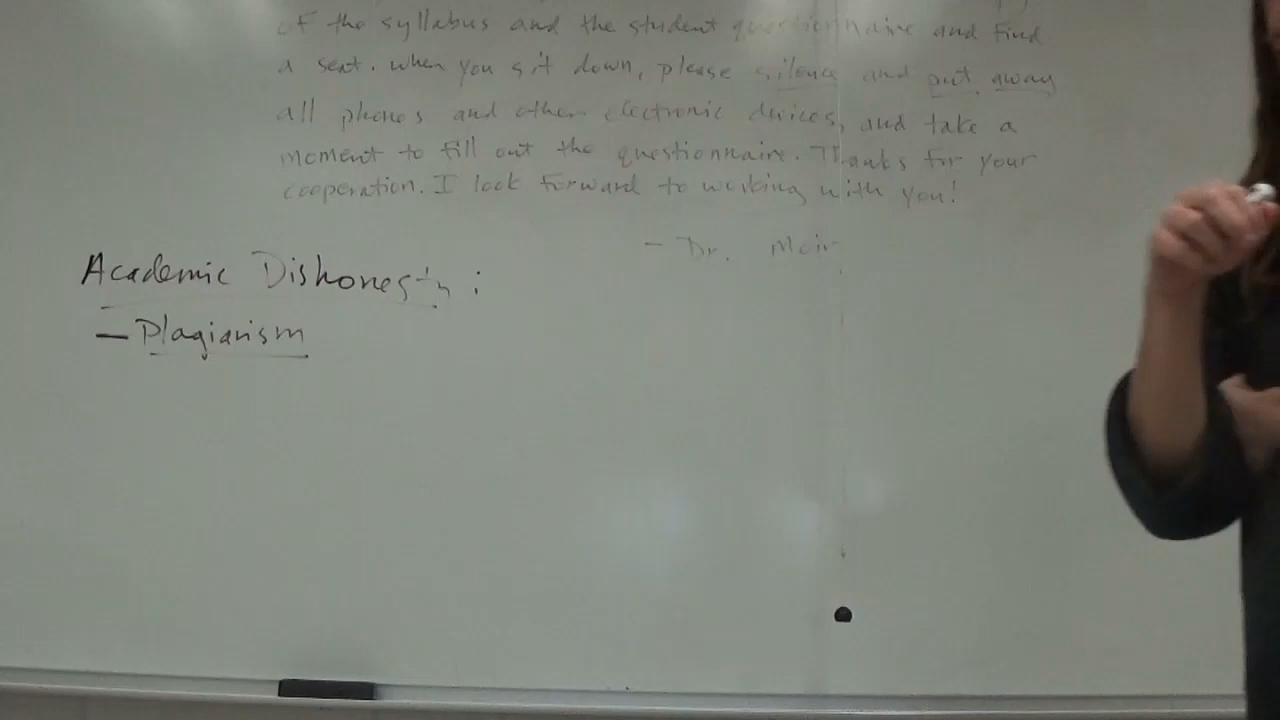 of the syllabus and the student questionnaire and find
a seat. When you sit down, please silence and put away
all phones and other electronic devices, and take a
moment to fill out the questionnaire. Thanks for your
cooperation. I look forward to working with you!
- Dr. Meir
Academic Dishonesty:
- Plagiarism